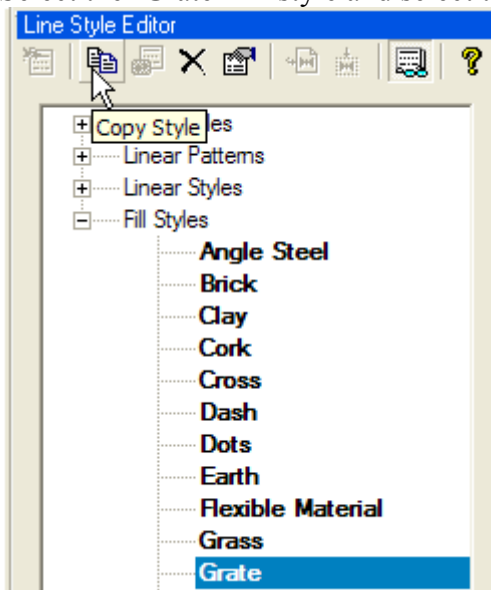 Line Style Editor
Copy Style
les
Linear Patterns
Linear Styles
Fill Styles
Angle Steel
Brick
Clay
Cork
Cross
Dash
Dots
Earth
Flexible Material
Grass
Grate